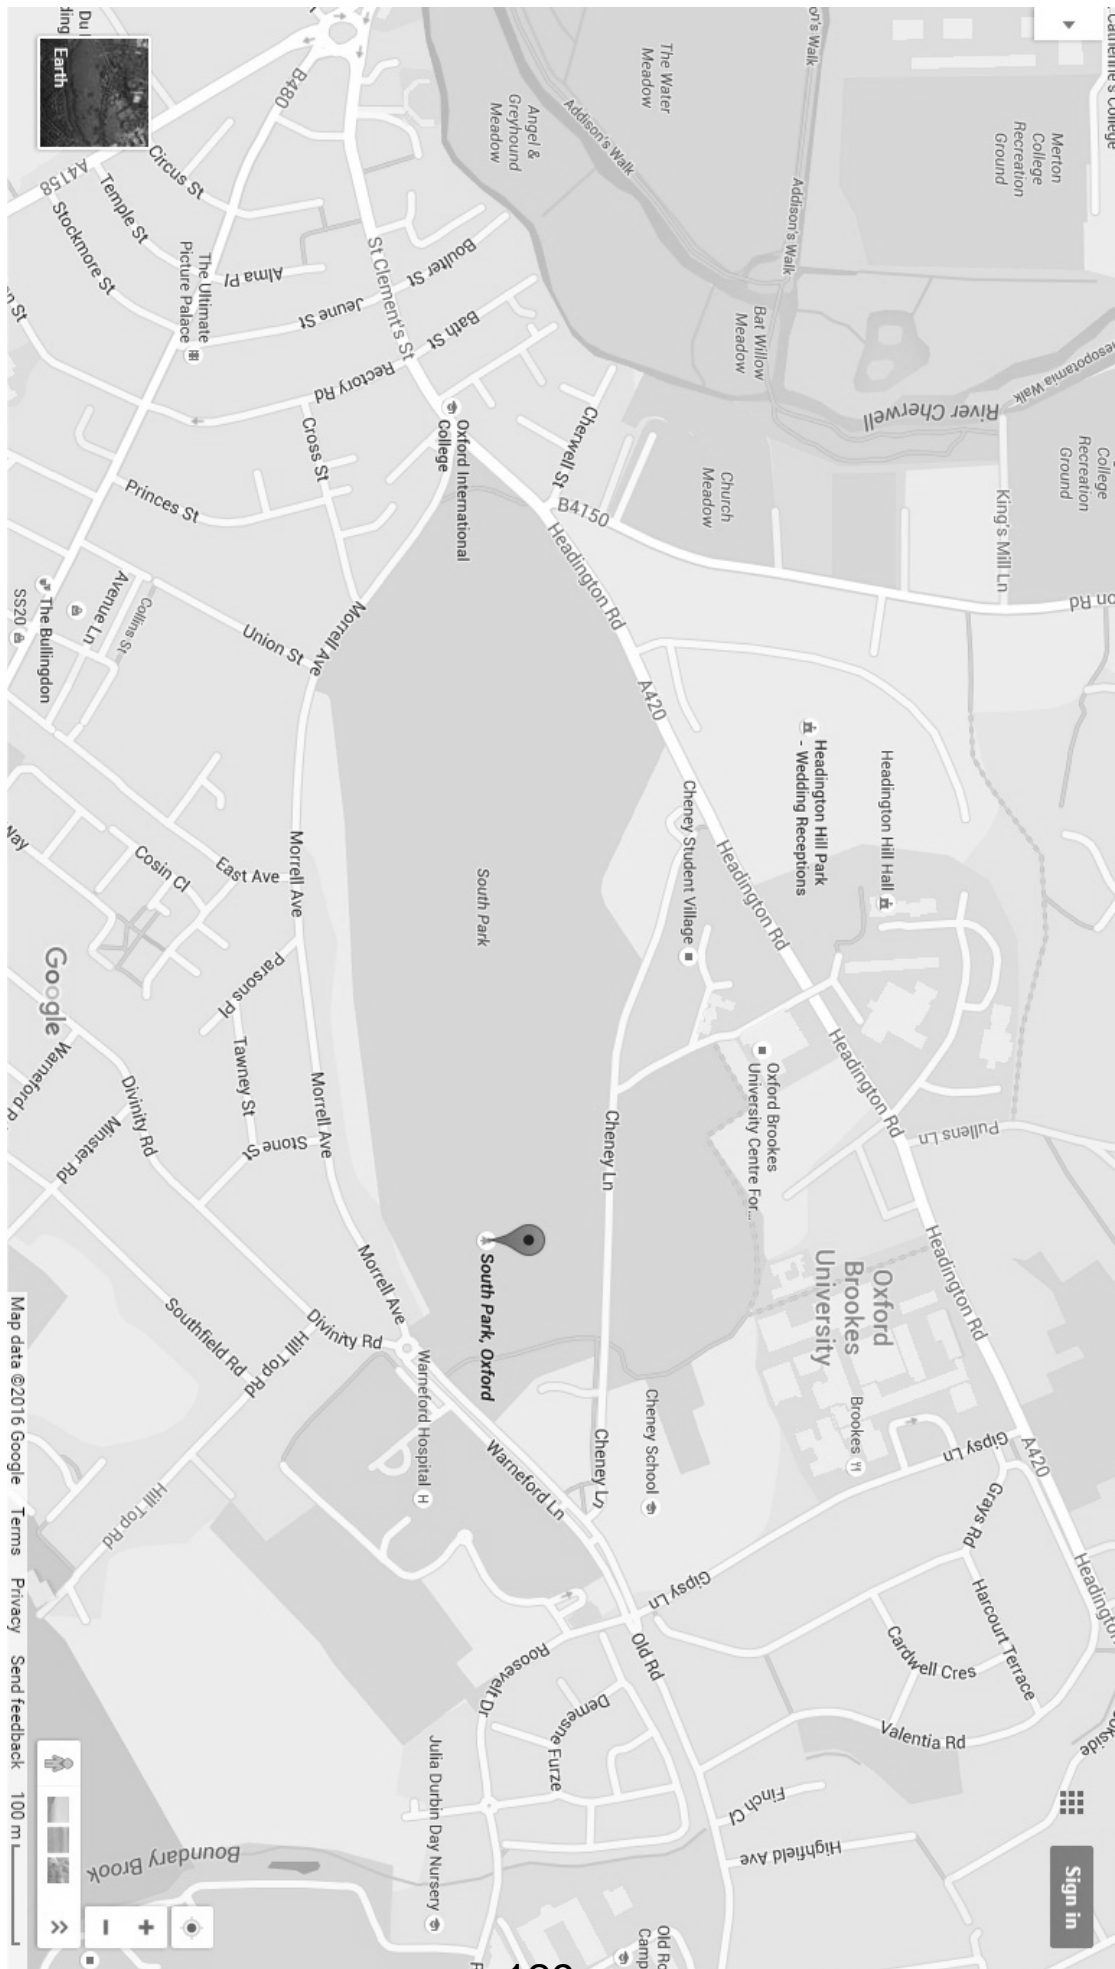 Catherine's College
Merton
College
Recreation
Ground
Sign in
Earth
The Water
Meadow
Angel &
Greyhound
Meadow
Addison's Walk
Addison's Walk
Bat Willow
Meadow
River Cherwell
Mesopotamia Walk
College
Recreation
Ground
King's Mill Ln
Church
Meadow
B480
A4158
Circus St
Temple St
Stockmore St
Alma Pl
The Ultimate
Picture Palace
Jeune St
St Clement's St
Boulter St
Bath St
Rectory Rd
Cross St
Princes St
Oxford International
College
Cherwell St
B4150
Headington Rd
Morrell Ave
Union St
Collins St
Avenue Ln
The Bullingdon
SS20
A420
Headington Hill Park
- Wedding Receptions
Headington Hill Hall
Cheney Student Village
Headington Rd
South Park
Morrell Ave
East Ave
Cosin Cl
Way
Parsons Pl
Tawney St
Stone St
Morrell Ave
Google
Divinity Rd
Minster Rd
Oxford Brookes
University Centre For...
Headington Rd
Pullens Ln
Cheney Ln
Headington Rd
Oxford
Brookes
University
South Park, Oxford
Morrell Ave
Divinity Rd
Southfield Rd
Hill Top Rd
Hill Top Rd
Warneford Hospital
Warneford Ln
Cheney Ln
Cheney School
Brookes
Gipsy Ln
A420
Grays Rd
Harcourt Terrace
Cardwell Cres
Valentia Rd
Gipsy Ln
Old Rd
Roosevelt Dr
Demesne Furze
Finch Cl
Highfield Ave
Julia Durbin Day Nursery
Boundary Brook
Old Rd
Map data ©2016 Google Terms Privacy Send feedback 100 m